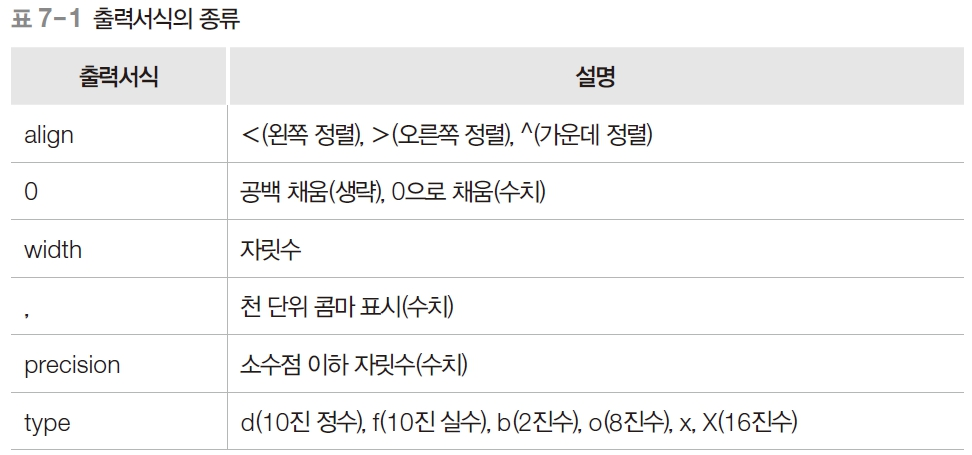 표 7-1 출력서식의 종류
출력서식 설명
align <(왼쪽 정렬), >(오른쪽 정렬), ^(가운데 정렬)
0 공백 채움(생략), 0으로 채움(수치)
width 자릿수
, 천 단위 콤마 표시(수치)
precision 소수점 이하 자릿수(수치)
type d(10진 정수), f(10진 실수), b(2진수), o(8진수), x, X(16진수)